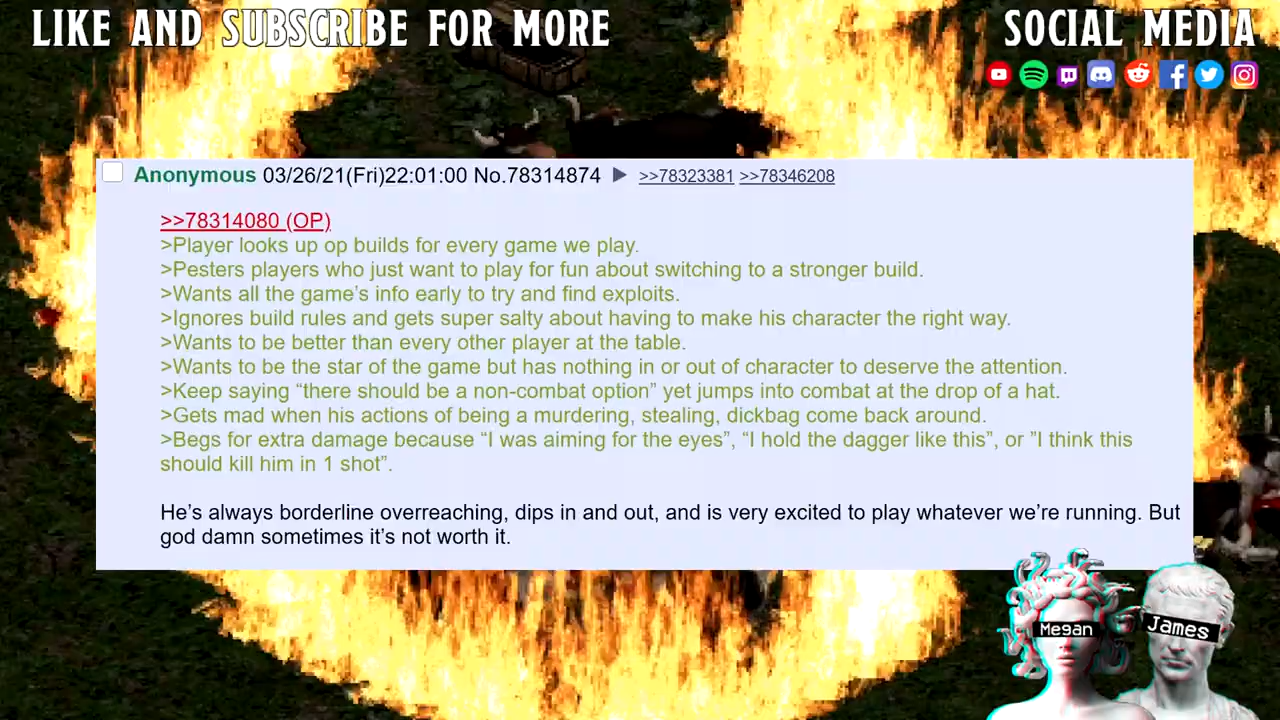 LIKE AND SUBSCRIBE FOR MORE
SOCIAL MEDIA
Anonymous 03/26/21(Fri)22:01:00 No.78314874 ▶ >>78323381 >>78346208
>>78314080 (OP)
>Player looks up op builds for every game we play.
>Pesters players who just want to play for fun about switching to a stronger build.
>Wants all the game’s info early to try and find exploits.
>Ignores build rules and gets super salty about having to make his character the right way.
>Wants to be better than every other player at the table.
>Wants to be the star of the game but has nothing in or out of character to deserve the attention.
>Keep saying “there should be a non-combat option” yet jumps into combat at the drop of a hat.
>Gets mad when his actions of being a murdering, stealing, dickbag come back around.
>Begs for extra damage because “I was aiming for the eyes”, “I hold the dagger like this”, or ”I think this
should kill him in 1 shot”.
He’s always borderline overreaching, dips in and out, and is very excited to play whatever we’re running. But
god damn sometimes it’s not worth it.
Megan
James